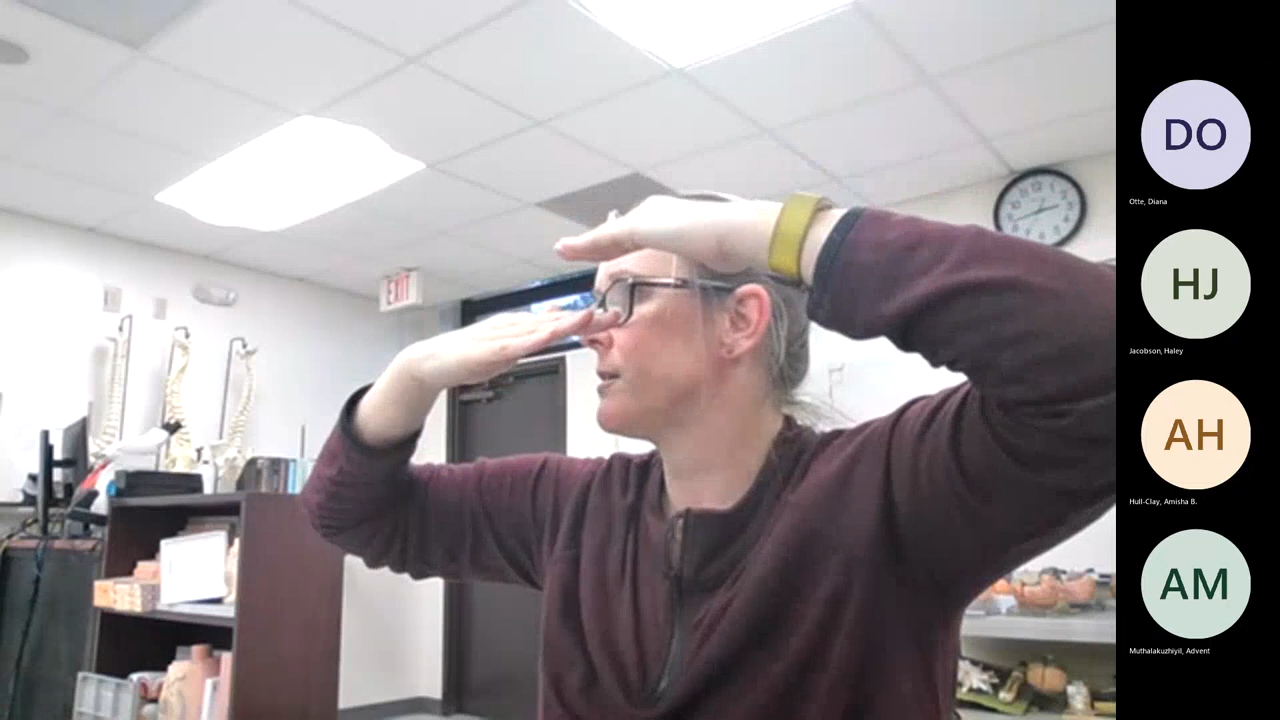 EXIT
DO
Otte, Diana
HJ
Jacobson, Haley
AH
Hull-Clay, Amisha B.
AM
Muthalakuzhiyil, Advent